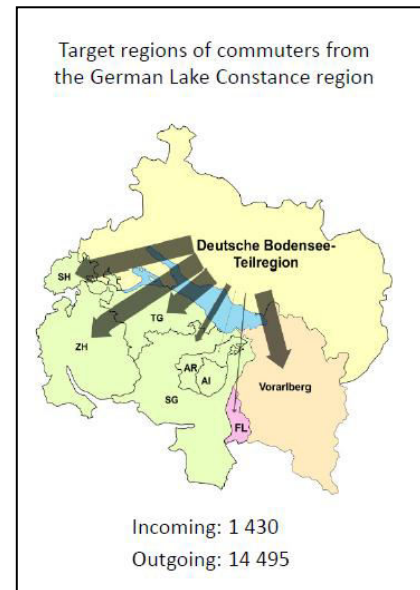 Target regions of commuters from
the German Lake Constance region
Deutsche Bodensee-
Teilregion
SH
TG
ZH
AR
AI
SG
Vorarlberg
FL
Incoming: 1 430
Outgoing: 14 495